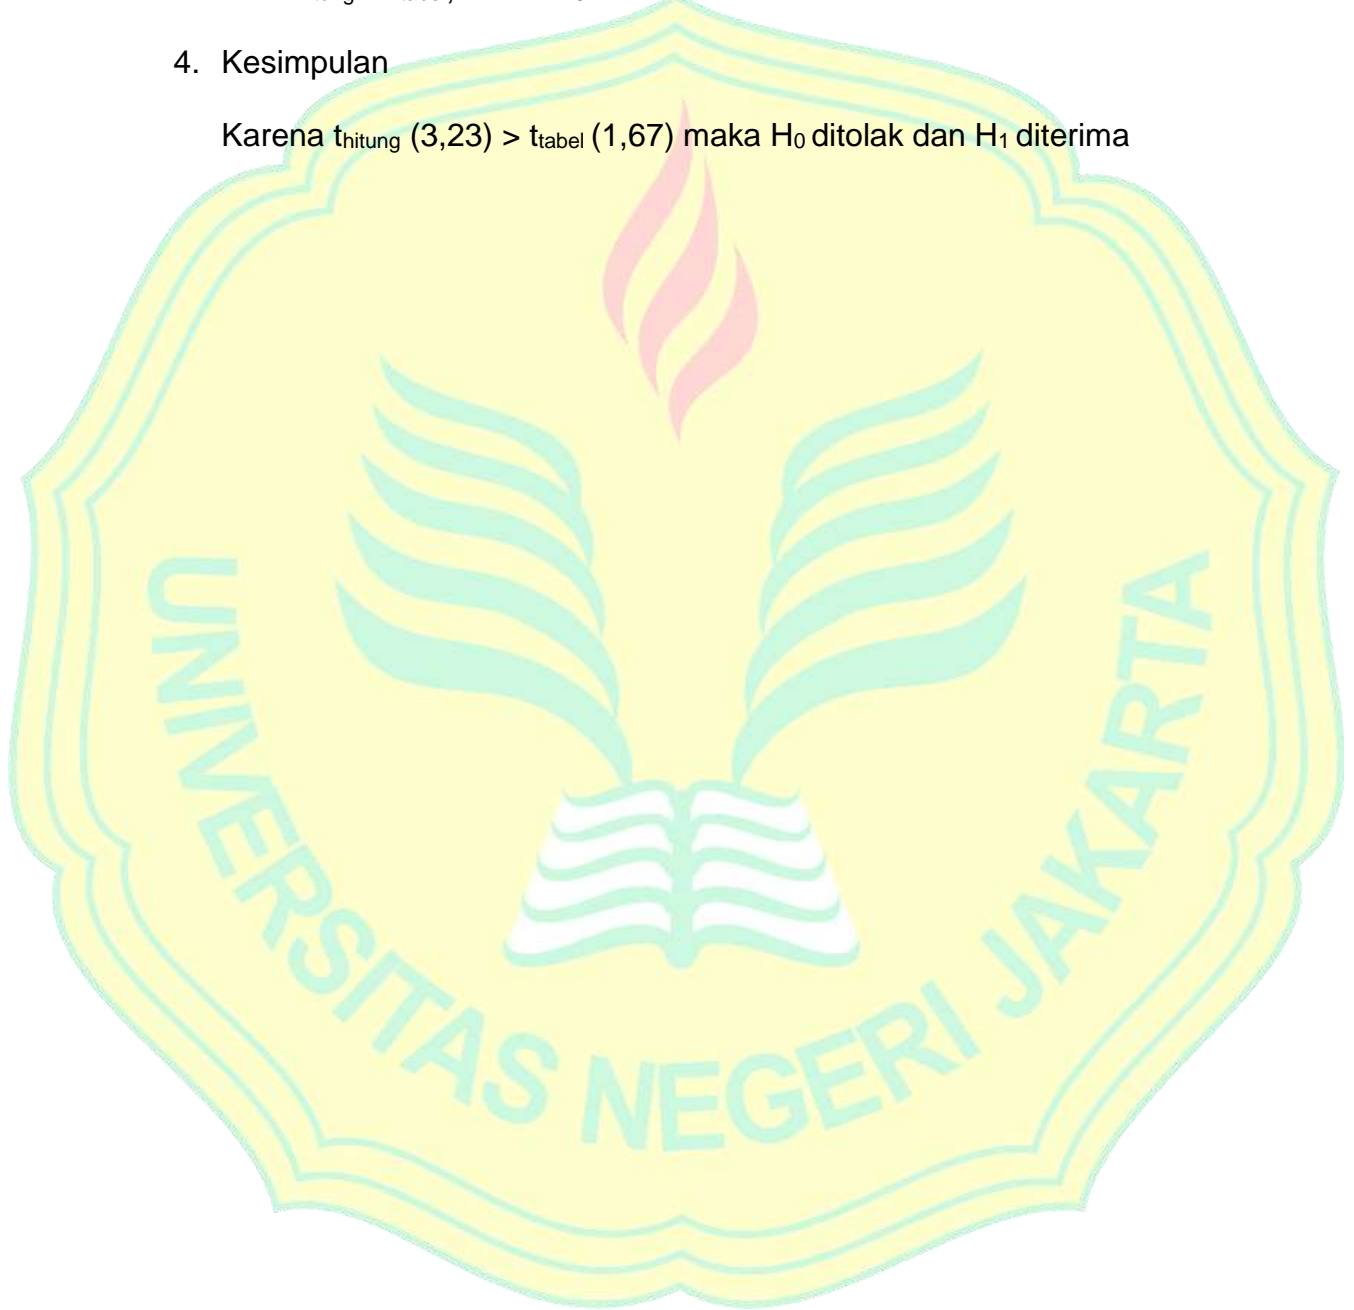 4. Kesimpulan
Karena thitung (3,23) > ttabel (1,67) maka H0 ditolak dan H1 diterima
UNIVERSITAS NEGERI JAKARTA